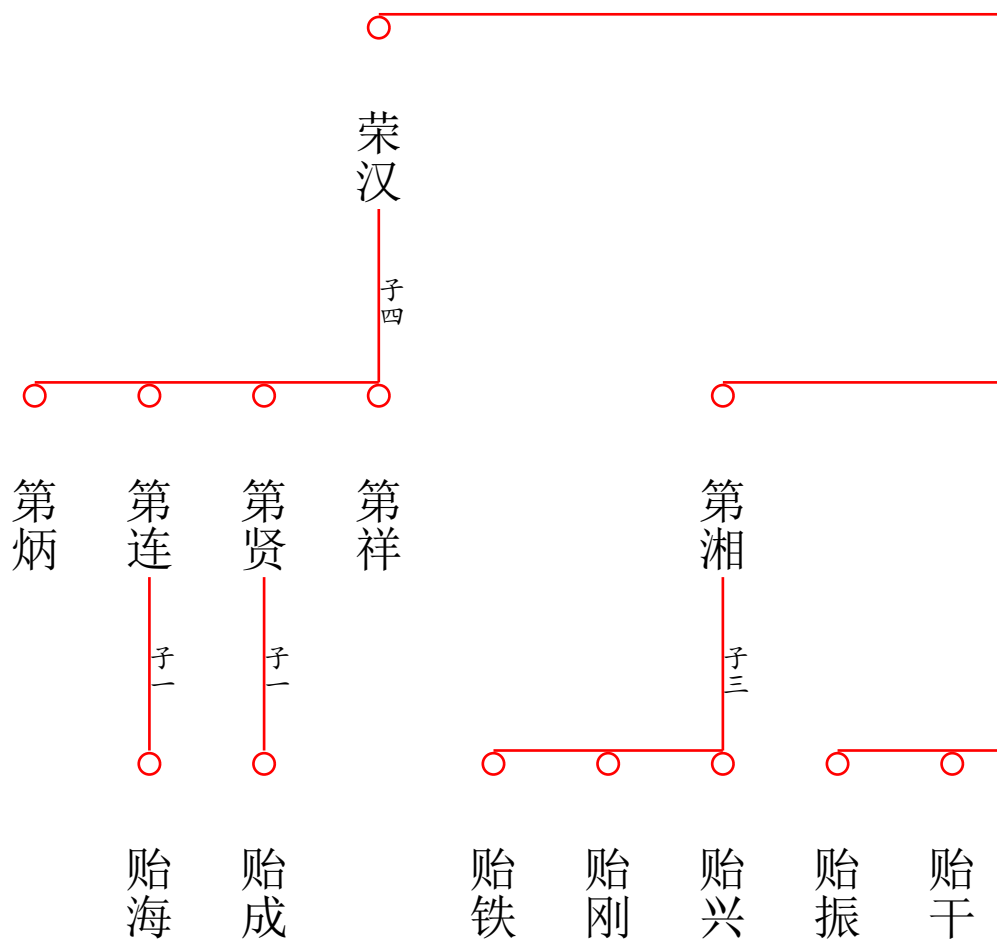 荣汉
子四
第炳
第连
第贤
第祥
第湘
子一
子一
子三
贻海
贻成
贻铁
贻刚
贻兴
贻振
贻干